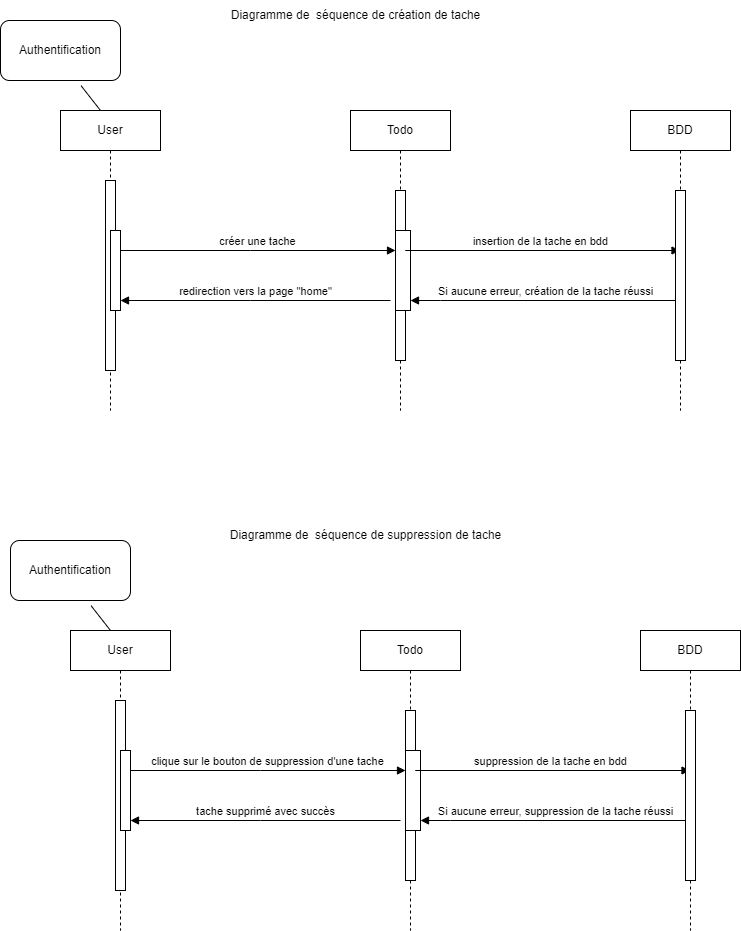 Diagramme de  séquence de création de tache
Authentification
User
Todo
BDD
créer une tache
insertion de la tache en bdd
redirection vers la page "home"
Si aucune erreur, création de la tache réussi
Diagramme de  séquence de suppression de tache
Authentification
User
Todo
BDD
clique sur le bouton de suppression d'une tache
suppression de la tache en bdd
tache supprimé avec succès
Si aucune erreur, suppression de la tache réussi